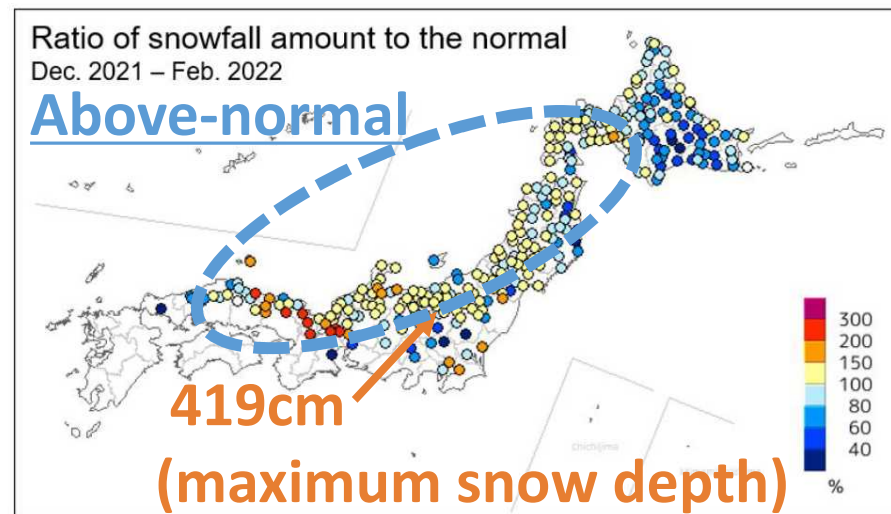 Ratio of snowfall amount to the normal
Dec. 2021 – Feb. 2022
Above-normal
419cm
(maximum snow depth)
300
200
150
100
80
60
40
%
Chichijima